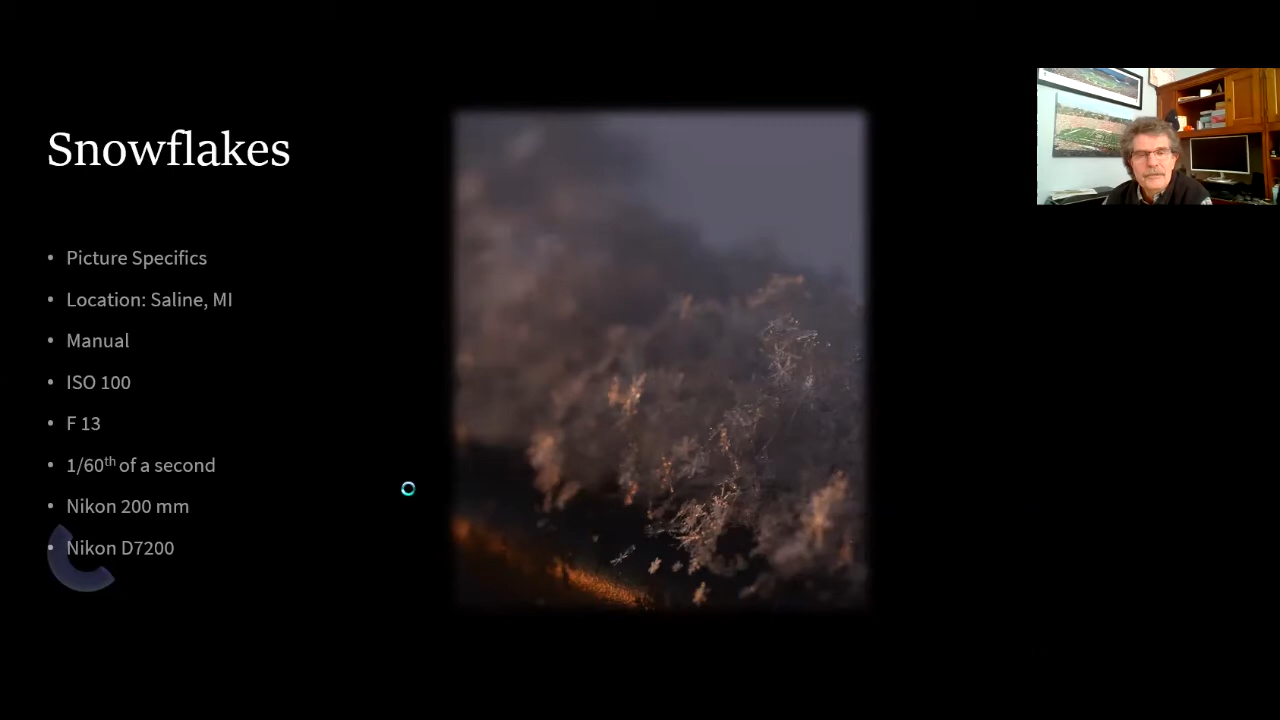 Snowflakes
• Picture Specifics
• Location: Saline, MI
• Manual
• ISO 100
• F 13
• 1/60th of a second
• Nikon 200 mm
• Nikon D7200